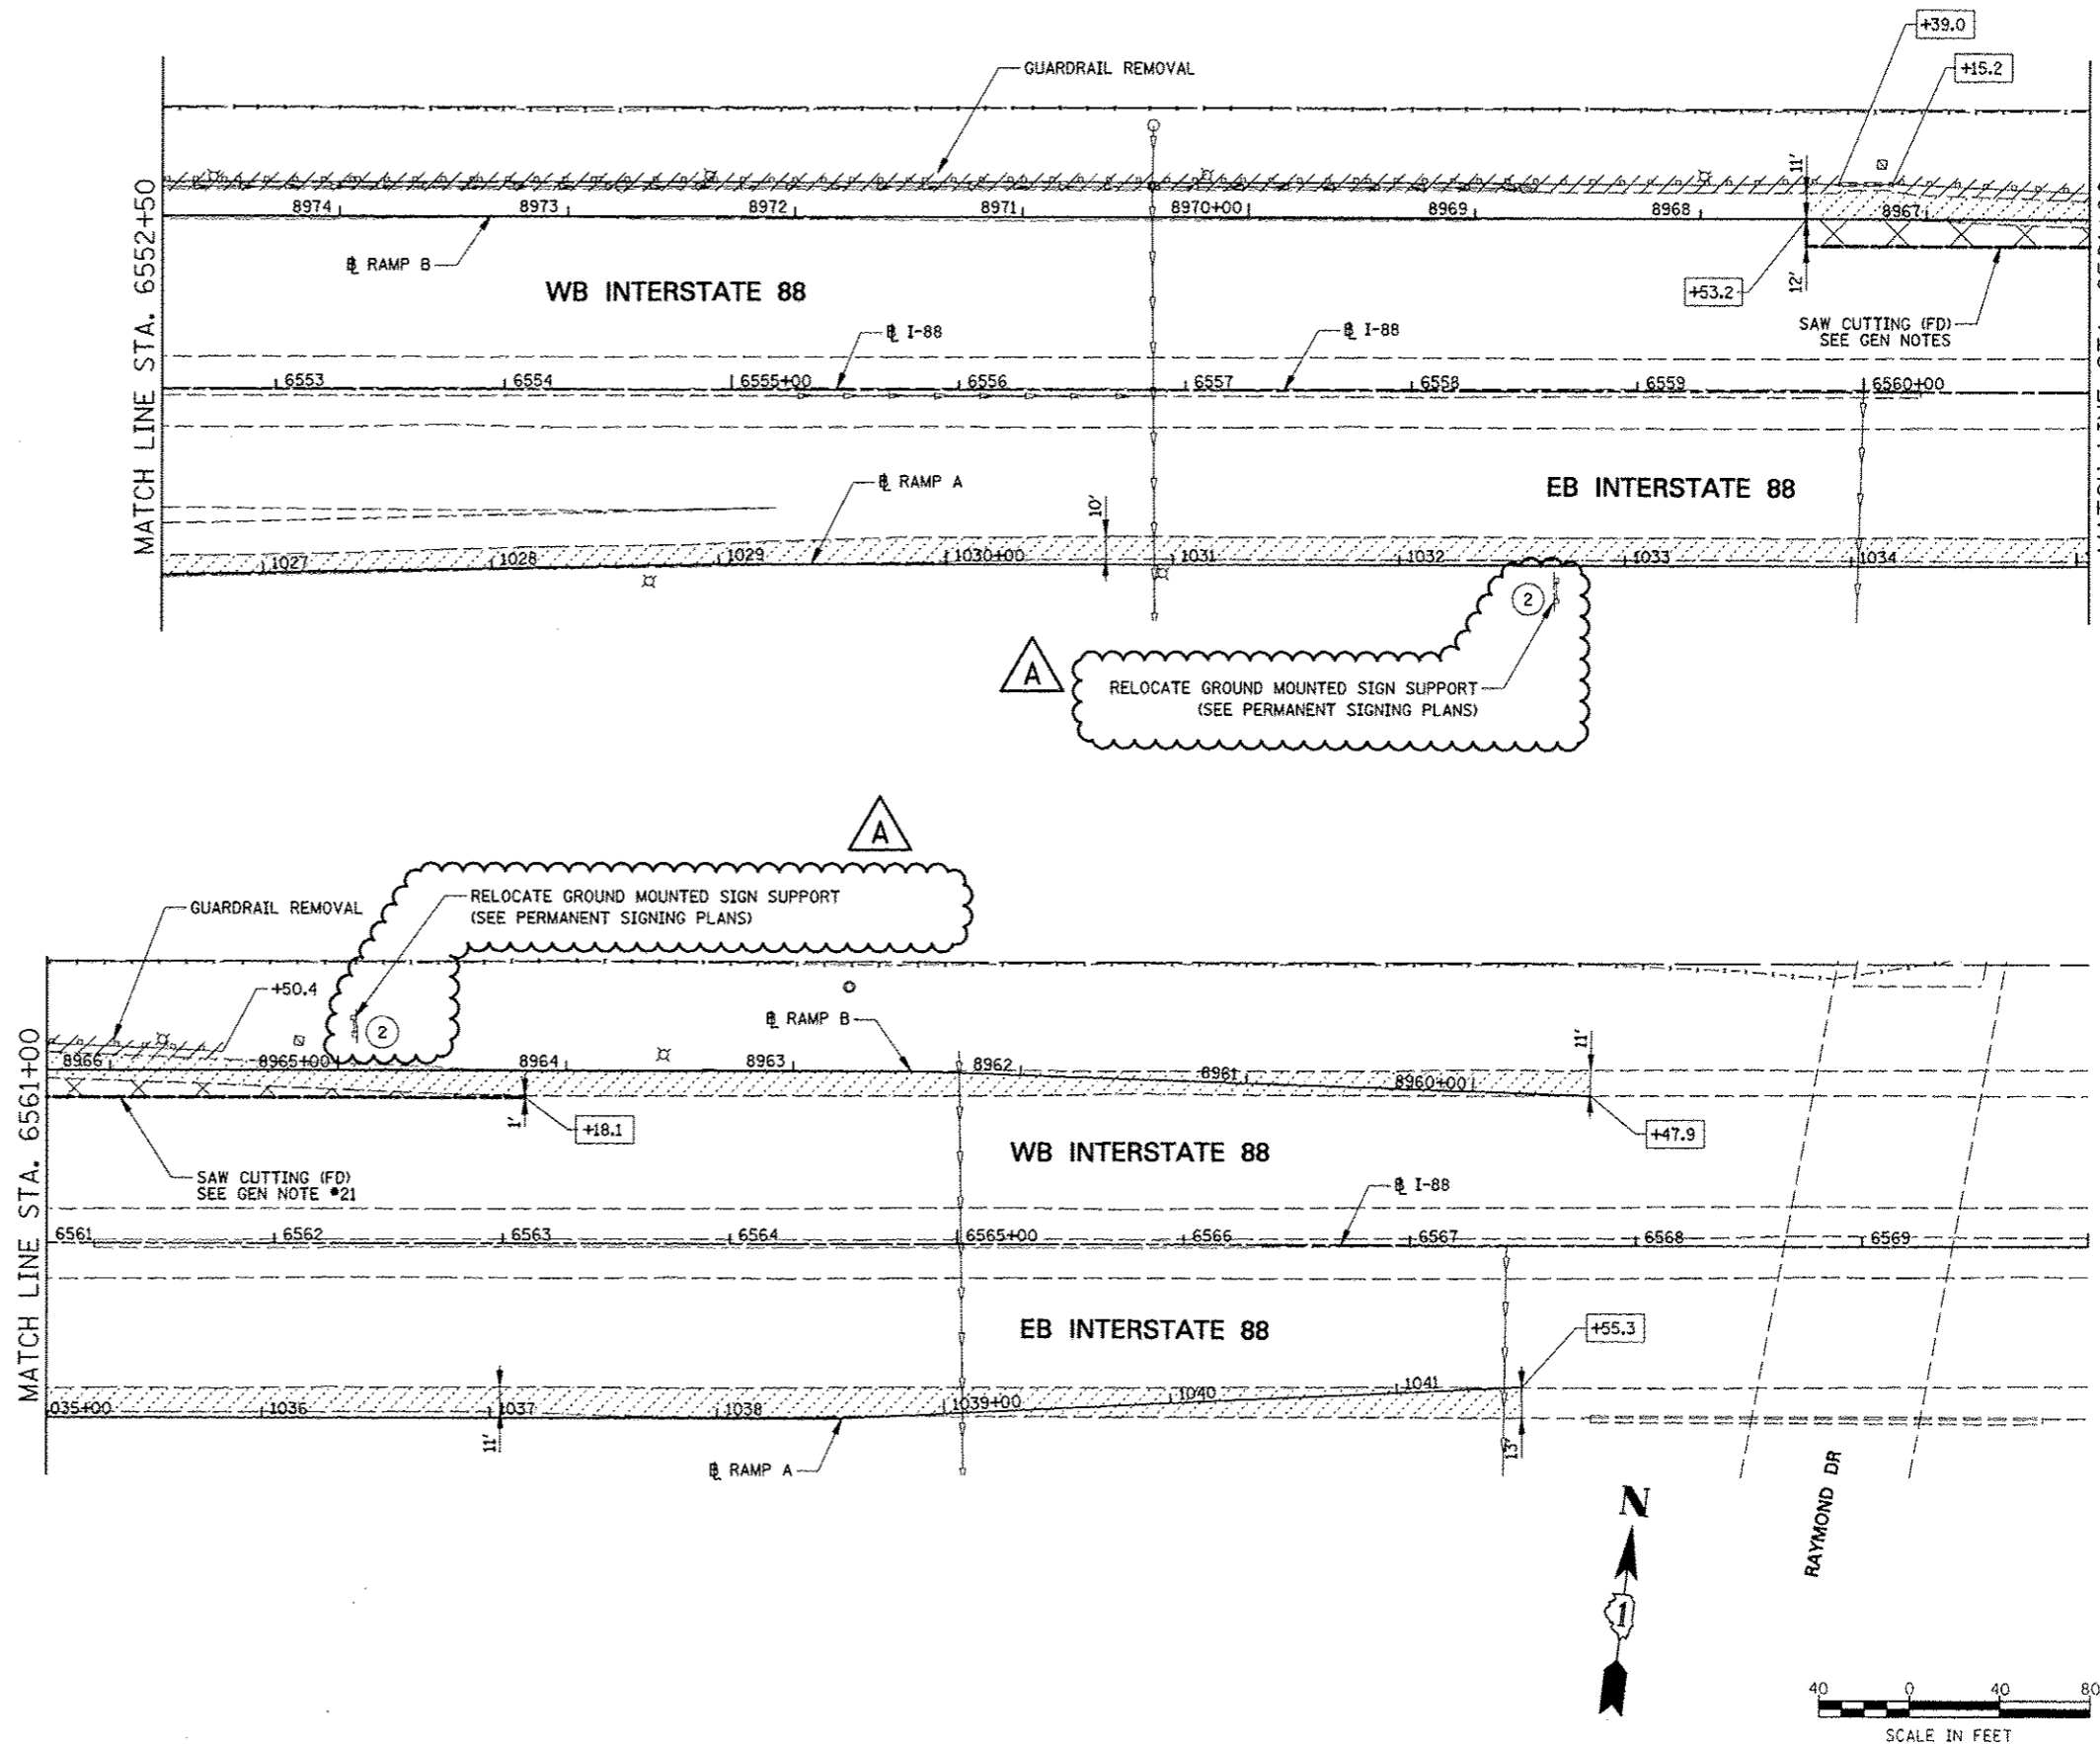 +39.0
+15.2
GUARDRAIL REMOVAL
11'
MATCH LINE STA. 6552+50
8974 8973 8972 8971 8970+00 8969 8968 8967
℄ RAMP B
WB INTERSTATE 88
+53.2
12'
SAW CUTTING (FD)
SEE GEN NOTES
℄ I-88
℄ I-88
6553 6554 6555+00 6556 6557 6558 6559 6560+00
℄ RAMP A
10'
EB INTERSTATE 88
1027 1028 1029 1030+00 1031 1032 1033 1034
2
A
RELOCATE GROUND MOUNTED SIGN SUPPORT
(SEE PERMANENT SIGNING PLANS)
A
RELOCATE GROUND MOUNTED SIGN SUPPORT
(SEE PERMANENT SIGNING PLANS)
GUARDRAIL REMOVAL
+50.4
2
℄ RAMP B
11'
MATCH LINE STA. 6561+00
8966 8965+00 8964 8963 8962 8961 8960+00
1'
+18.1
+47.9
WB INTERSTATE 88
SAW CUTTING (FD)
SEE GEN NOTE #21
℄ I-88
6561 6562 6563 6564 6565+00 6566 6567 6568 6569
EB INTERSTATE 88
+55.3
035+00 1036 1037 1038 1039+00 1040 1041
11'
13'
℄ RAMP A
RAYMOND DR
N
1
40 0 40 80
SCALE IN FEET